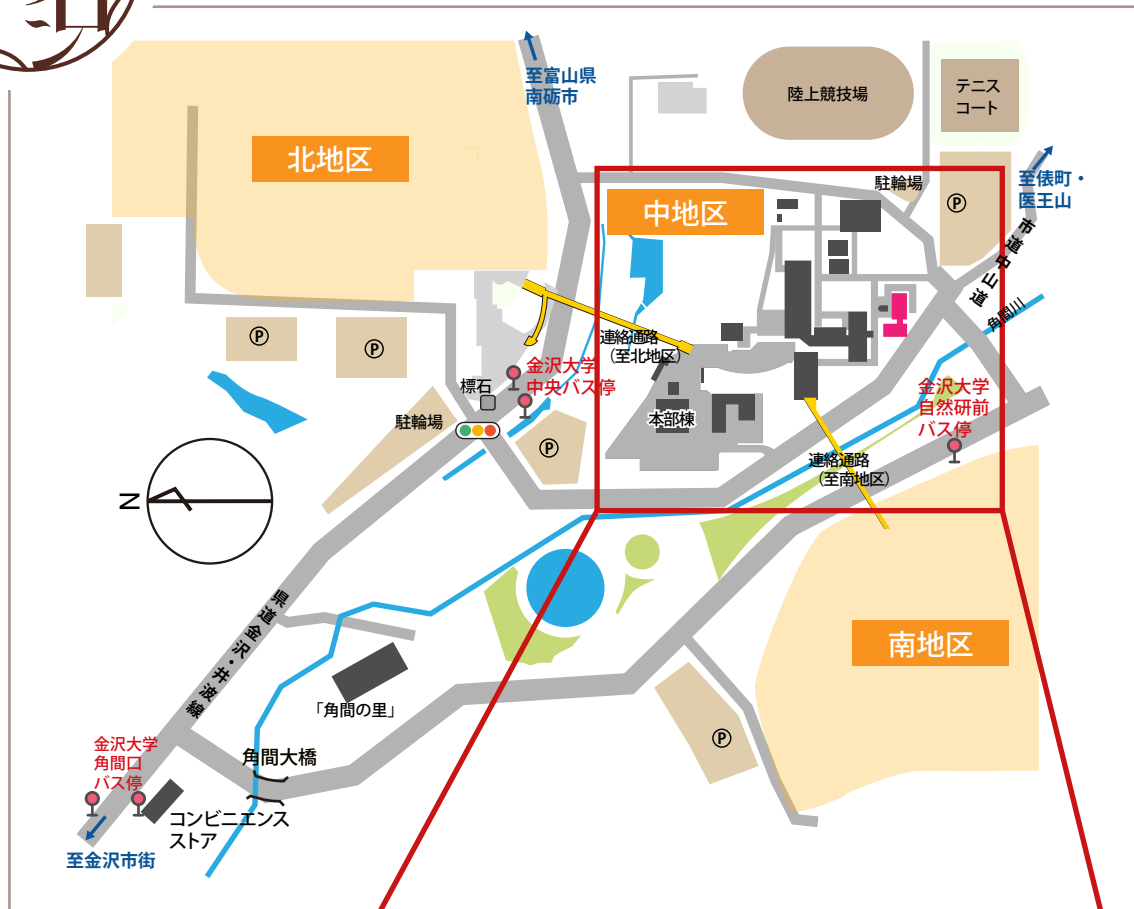 至富山県
南砺市
陸上競技場
テニス
コート
北地区
駐輪場
中地区
P
至俵町・
医王山
市道中山道
角間川
連絡通路
(至北地区)
P
P
金沢大学
中央バス停
標石
駐輪場
P
本部棟
金沢大学
自然研前
バス停
連絡通路
(至南地区)
N
県道金沢・井波線
南地区
「角間の里」
P
角間大橋
金沢大学
角間口
バス停
コンビニエンス
ストア
至金沢市街